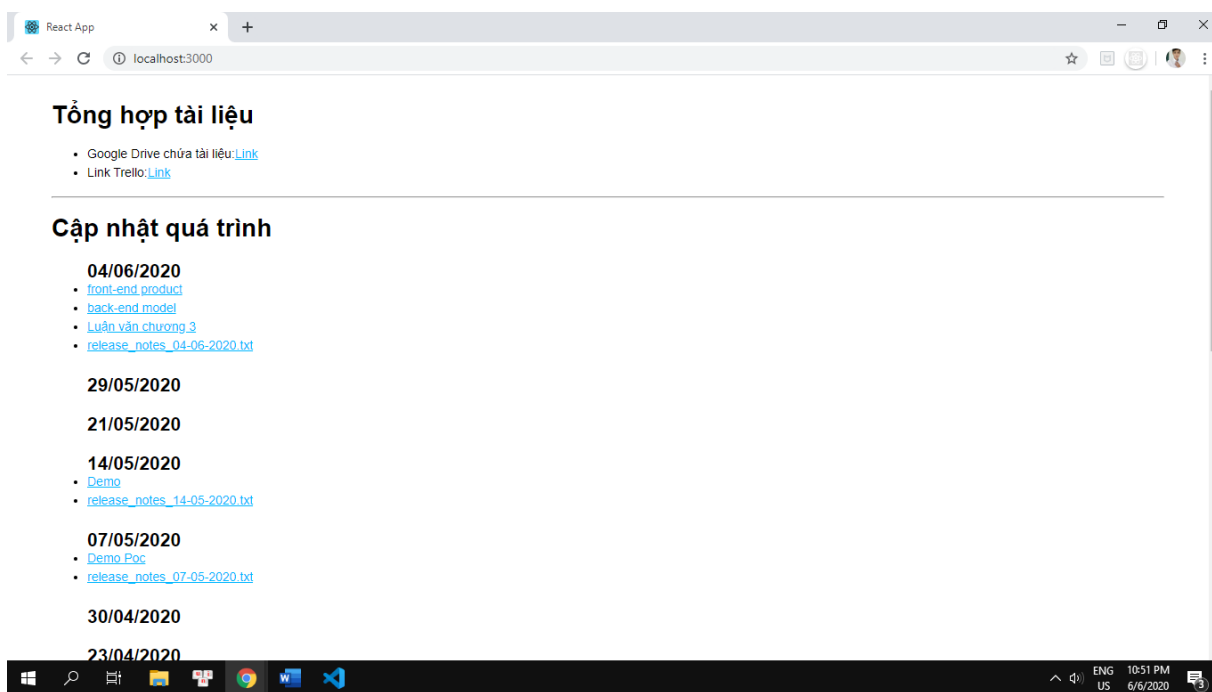 React App
localhost:3000
Tổng hợp tài liệu
Google Drive chứa tài liệu:Link
Link Trello:Link
Cập nhật quá trình
04/06/2020
front-end product
back-end model
Luận văn chương 3
release_notes_04-06-2020.txt
29/05/2020
21/05/2020
14/05/2020
Demo
release_notes_14-05-2020.txt
07/05/2020
Demo Poc
release_notes_07-05-2020.txt
30/04/2020
23/04/2020
ENG 10:51 PM
US 6/6/2020
3